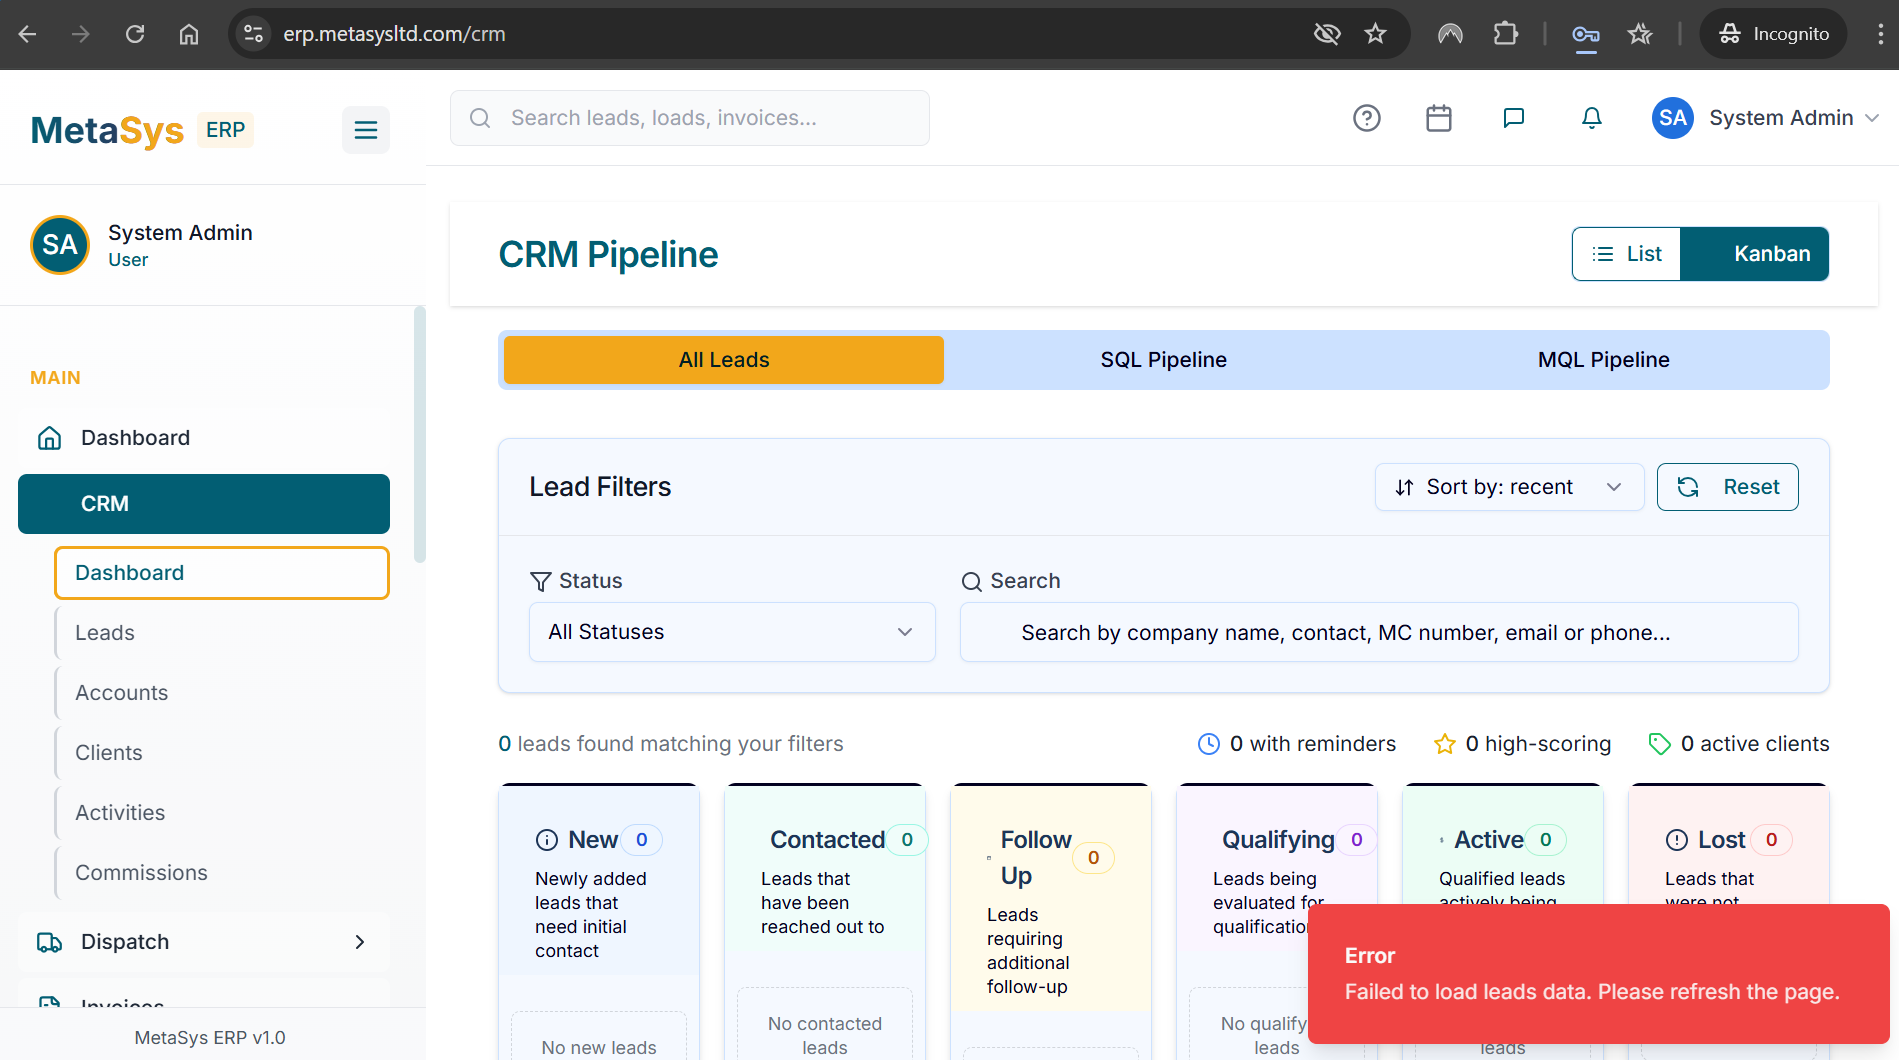 erp.metasysltd.com/crm
Incognito
MetaSys ERP
Search leads, loads, invoices...
SA System Admin
SA
System Admin
User
MAIN
Dashboard
CRM
Dashboard
Leads
Accounts
Clients
Activities
Commissions
Dispatch
Invoices
MetaSys ERP v1.0
CRM Pipeline
List
Kanban
All Leads
SQL Pipeline
MQL Pipeline
Lead Filters
Sort by: recent
Reset
Status
Search
All Statuses
Search by company name, contact, MC number, email or phone...
0 leads found matching your filters
0 with reminders
0 high-scoring
0 active clients
New 0
Newly added
leads that
need initial
contact
No new leads
Contacted 0
Leads that
have been
reached out to
No contacted
leads
Follow
Up
0
Leads
requiring
additional
follow-up
Qualifying 0
Leads being
evaluated for
qualification
No qualify
leads
Active 0
Qualified leads
actively being
leads
Lost 0
Leads that
were not
Error
Failed to load leads data. Please refresh the page.